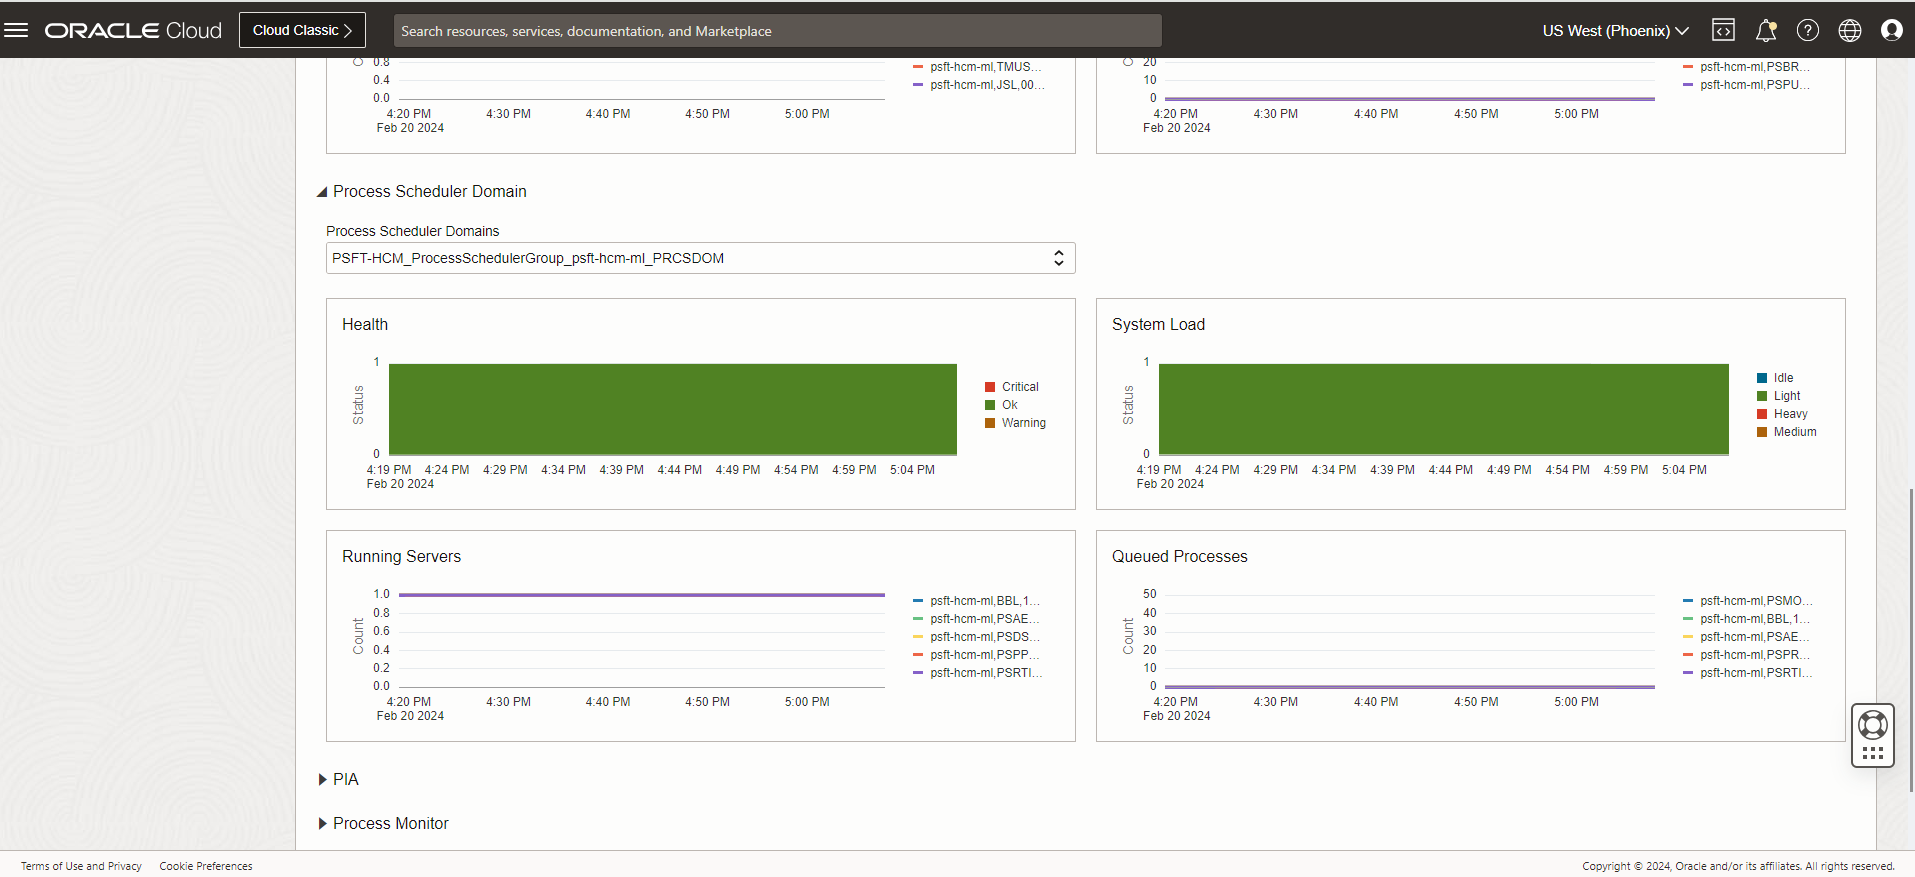 ORACLE Cloud
Cloud Classic
Search resources, services, documentation, and Marketplace
US West (Phoenix)
0.8
0.4
0.0
4:20 PM 4:30 PM 4:40 PM 4:50 PM 5:00 PM
Feb 20 2024
psft-hcm-ml,TMUS...
psft-hcm-ml,JSL,00...
20
10
0
4:20 PM 4:30 PM 4:40 PM 4:50 PM 5:00 PM
Feb 20 2024
psft-hcm-ml,PSBR...
psft-hcm-ml,PSPU...
Process Scheduler Domain
Process Scheduler Domains
PSFT-HCM_ProcessSchedulerGroup_psft-hcm-ml_PRCSDOM
Health
Status
1
0
4:19 PM 4:24 PM 4:29 PM 4:34 PM 4:39 PM 4:44 PM 4:49 PM 4:54 PM 4:59 PM 5:04 PM
Feb 20 2024
Critical
Ok
Warning
System Load
Status
1
0
4:19 PM 4:24 PM 4:29 PM 4:34 PM 4:39 PM 4:44 PM 4:49 PM 4:54 PM 4:59 PM 5:04 PM
Feb 20 2024
Idle
Light
Heavy
Medium
Running Servers
Count
1.0
0.8
0.6
0.4
0.2
0.0
4:20 PM 4:30 PM 4:40 PM 4:50 PM 5:00 PM
Feb 20 2024
psft-hcm-ml,BBL,1...
psft-hcm-ml,PSAE...
psft-hcm-ml,PSDS...
psft-hcm-ml,PSPP...
psft-hcm-ml,PSRTI...
Queued Processes
Count
50
40
30
20
10
0
4:20 PM 4:30 PM 4:40 PM 4:50 PM 5:00 PM
Feb 20 2024
psft-hcm-ml,PSMO...
psft-hcm-ml,BBL,1...
psft-hcm-ml,PSAE...
psft-hcm-ml,PSPR...
psft-hcm-ml,PSRTI...
PIA
Process Monitor
Terms of Use and Privacy
Cookie Preferences
Copyright © 2024, Oracle and/or its affiliates. All rights reserved.